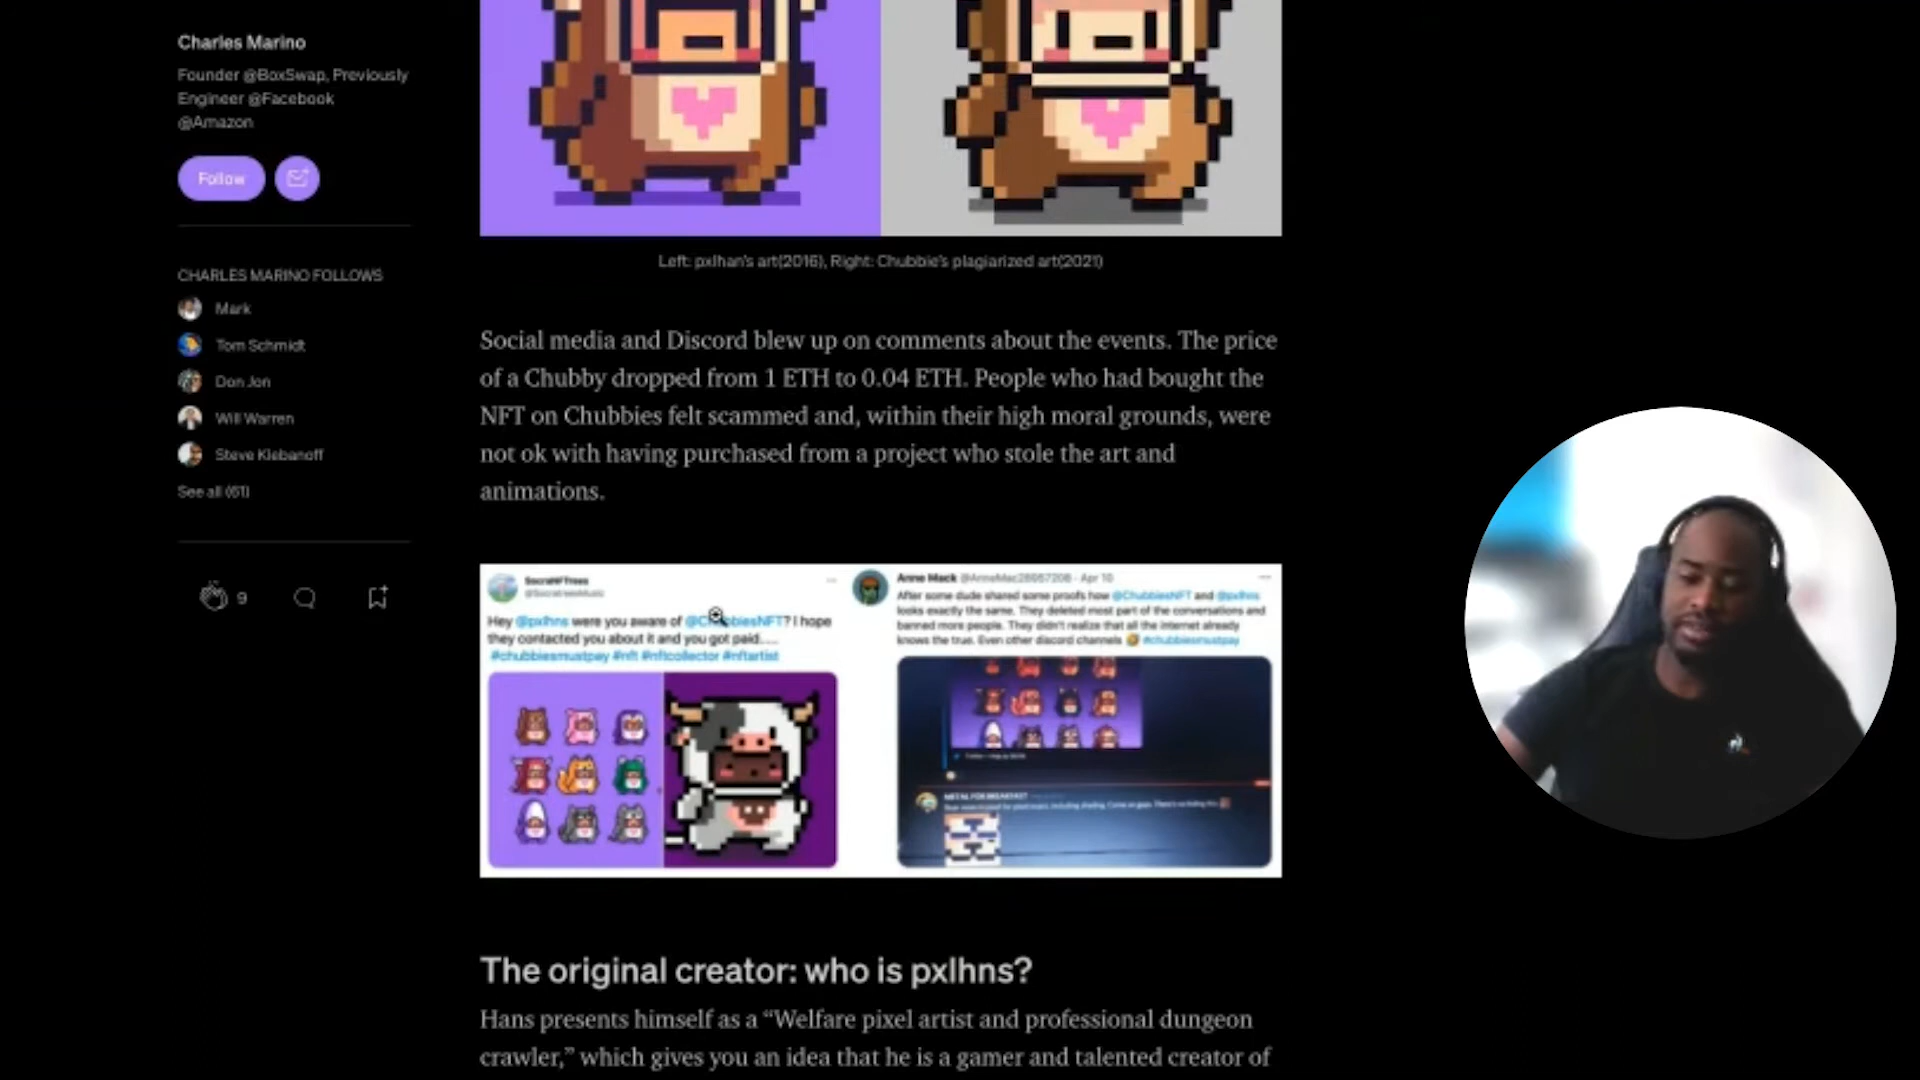 Charles Marino
Founder @BoxSwap, Previously
Engineer @Facebook
@Amazon
Follow
CHARLES MARINO FOLLOWS
Mark
Tom Schmidt
Don Jon
Will Warren
Steve Klebanoff
See all (61)
9
Left: pxlhan's art(2016), Right: Chubbie's plagiarized art(2021)
Social media and Discord blew up on comments about the events. The price
of a Chubby dropped from 1 ETH to 0.04 ETH. People who had bought the
NFT on Chubbies felt scammed and, within their high moral grounds, were
not ok with having purchased from a project who stole the art and
animations.
SocraNFTrees
Hey @pxlhns were you aware of @ChubbiesNFT? I hope
they contacted you about it and you got paid.....
#chubbiesmustpay #nft #nftcollector #nftartist
Anne Mack @AnneMac28057208 · Apr 10
After some dude shared some proofs how @ChubbiesNFT and @pxlhns
looks exactly the same. They deleted most part of the conversations and
banned more people. They didn't realize that all the internet already
knows the true. Even other discord channels 🤣 #chubbiesmustpay
METAL FOR BREAKFAST
The original creator: who is pxlhns?
Hans presents himself as a “Welfare pixel artist and professional dungeon
crawler,” which gives you an idea that he is a gamer and talented creator of